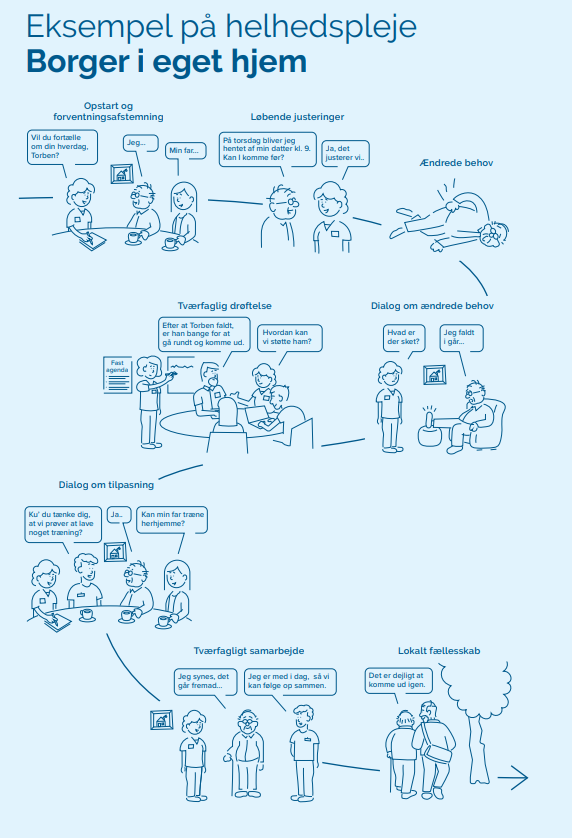 Eksempel på helhedspleje
Borger i eget hjem
Opstart og
forventningsafstemning
Vil du fortælle
om din hverdag,
Torben?
Jeg...
Min far...
Løbende justeringer
På torsdag bliver jeg
hentet af min datter kl. 9.
Kan I komme før?
Ja, det
justerer vi..
Ændrede behov
Tværfaglig drøftelse
Efter at Torben faldt,
er han bange for at
gå rundt og komme ud.
Hvordan kan
vi støtte ham?
Fast
agenda
Dialog om ændrede behov
Hvad er
der sket?
Jeg faldt
i går...
Dialog om tilpasning
Ku' du tænke dig,
at vi prøver at lave
noget træning?
Ja..
Kan min far træne
herhjemme?
Tværfagligt samarbejde
Jeg synes, det
går fremad...
Jeg er med i dag, så vi
kan følge op sammen.
Lokalt fællesskab
Det er dejligt at
komme ud igen.